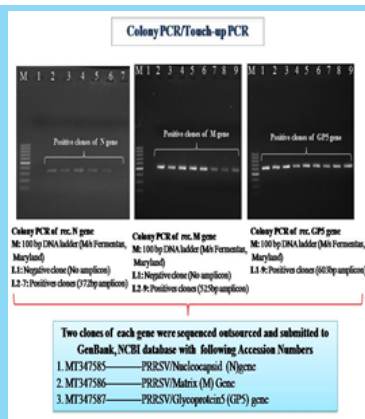 Colony PCR/Touch-up PCR
M 1 2 3 4 5 6 7
Positive clones of N gene
M 1 2 3 4 5 6 7 8 9
Positive clones of M gene
M 1 2 3 4 5 6 7 8 9
Positive clones of GP5 gene
Colony PCR of rec. N gene
M: 100 bp DNA ladder (M/s Fermentas,
Maryland)
L1: Negative clone (No amplicon)
L2-7: Positives clones (372bp amplicon)
Colony PCR of rec. M gene
M: 100 bp DNA ladder (M/s Fermentas,
Maryland)
L1: Negative clone (No amplicon)
L2-9: Positives clones (525bp amplicon)
Colony PCR of rec. GP5 gene
M: 100 bp DNA ladder (M/s Fermentas,
Maryland)
L1-9: Positives clones (603bp amplicon)
Two clones of each gene were sequenced outsourced and submitted to
GenBank, NCBI database with following Accession Numbers
1. MT347585———PRRSV/Nucleocapsid (N)gene
2. MT347586———PRRSV/Matrix (M) Gene
3. MT347587———PRRSV/Glycoprotein5 (GP5) gene